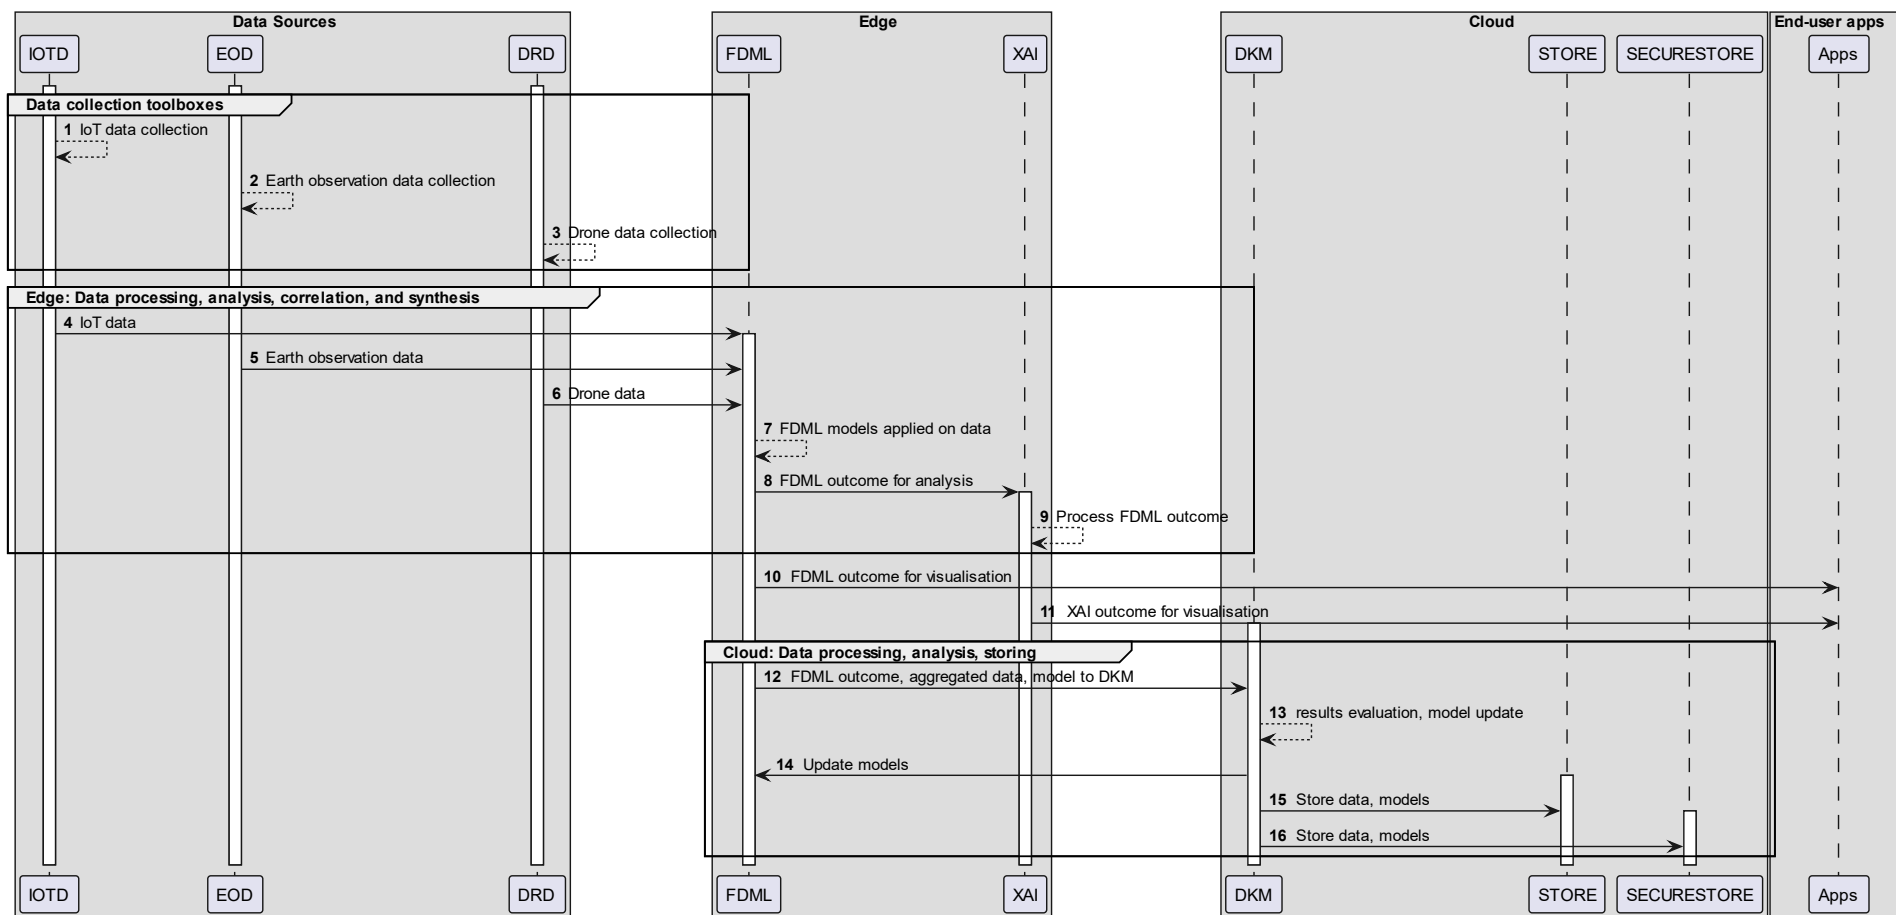 Data Sources
Edge
Cloud
End-user apps
IOTD
EOD
DRD
FDML
XAI
DKM
STORE
SECURESTORE
Apps
Data collection toolboxes
1 IoT data collection
2 Earth observation data collection
3 Drone data collection
Edge: Data processing, analysis, correlation, and synthesis
4 IoT data
5 Earth observation data
6 Drone data
7 FDML models applied on data
8 FDML outcome for analysis
9 Process FDML outcome
10 FDML outcome for visualisation
11 XAI outcome for visualisation
Cloud: Data processing, analysis, storing
12 FDML outcome, aggregated data, model to DKM
13 results evaluation, model update
14 Update models
15 Store data, models
16 Store data, models
IOTD
EOD
DRD
FDML
XAI
DKM
STORE
SECURESTORE
Apps